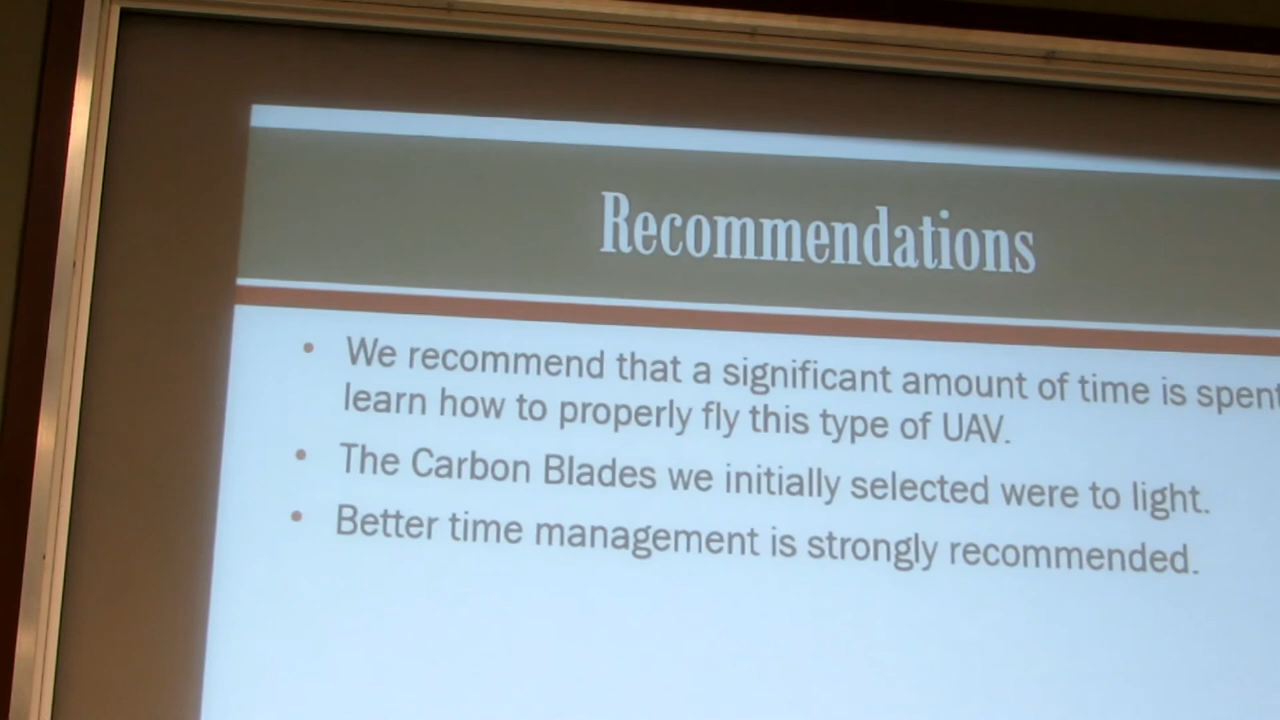 Recommendations
• We recommend that a significant amount of time is spent
learn how to properly fly this type of UAV.
• The Carbon Blades we initially selected were to light.
• Better time management is strongly recommended.